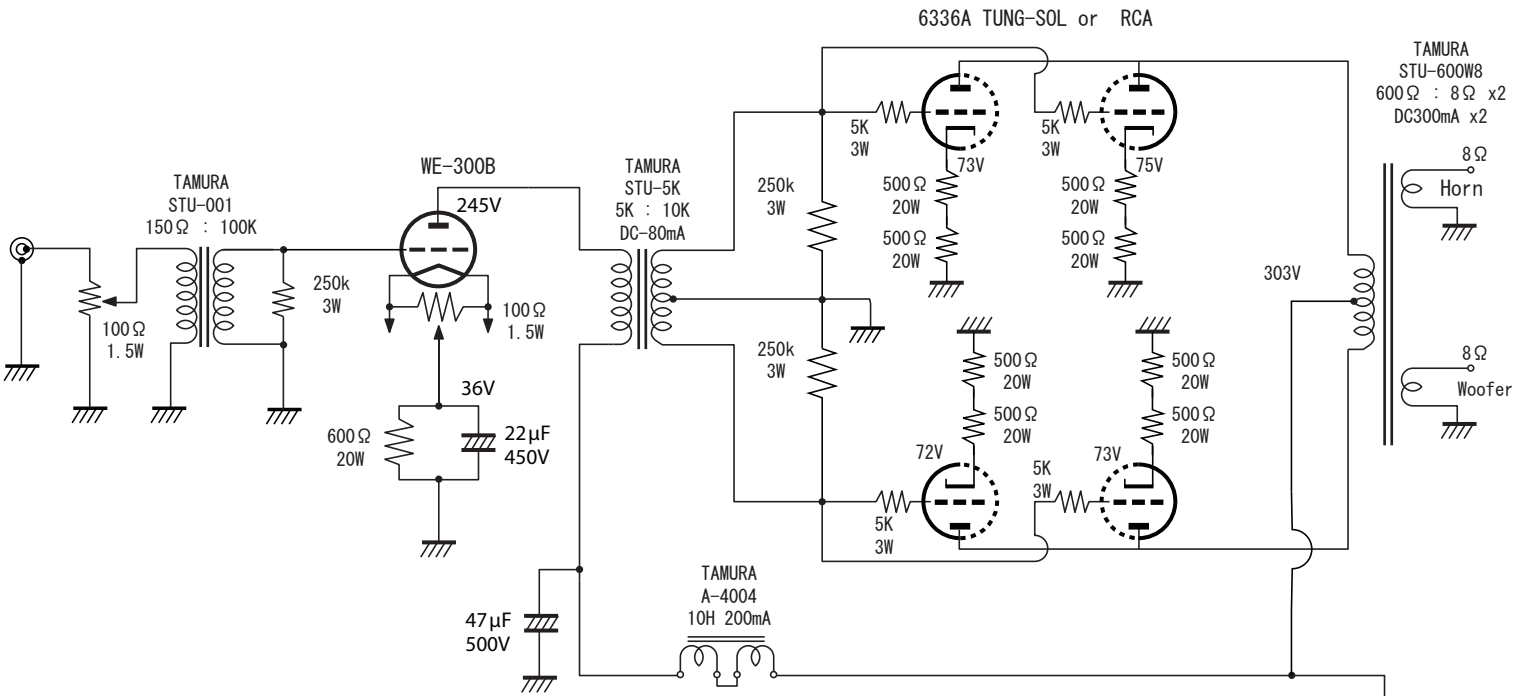 6336A TUNG-SOL or RCA
TAMURA
STU-600W8
600Ω : 8Ω x2
DC300mA x2
5K
3W
73V
5K
3W
75V
500Ω
20W
500Ω
20W
500Ω
20W
500Ω
20W
8Ω
Horn
WE-300B
245V
TAMURA
STU-5K
5K : 10K
DC-80mA
250k
3W
TAMURA
STU-001
150Ω : 100K
100Ω
1.5W
250k
3W
100Ω
1.5W
303V
250k
3W
36V
600Ω
20W
22μF
450V
500Ω
20W
500Ω
20W
500Ω
20W
500Ω
20W
8Ω
Woofer
72V
73V
5K
3W
5K
3W
47μF
500V
TAMURA
A-4004
10H 200mA